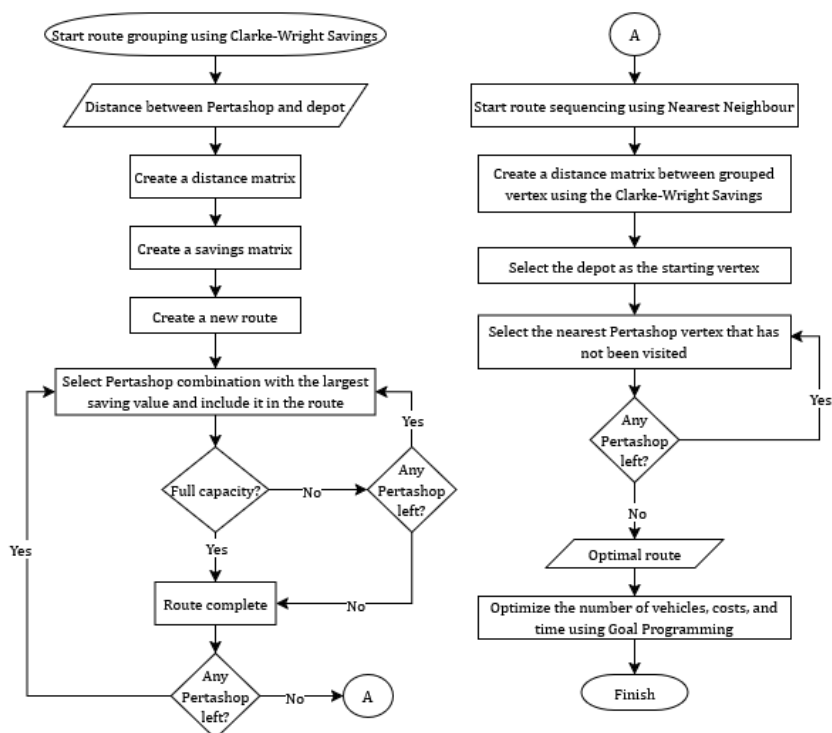 Start route grouping using Clarke-Wright Savings
Distance between Pertashop and depot
Create a distance matrix
Create a savings matrix
Create a new route
Select Pertashop combination with the largest
saving value and include it in the route
Yes
Full capacity?
No
Any
Pertashop
left?
Yes
Yes
Route complete
No
Any
Pertashop
left?
No
A
A
Start route sequencing using Nearest Neighbour
Create a distance matrix between grouped
vertex using the Clarke-Wright Savings
Select the depot as the starting vertex
Select the nearest Pertashop vertex that has
not been visited
Yes
Any
Pertashop
left?
No
Optimal route
Optimize the number of vehicles, costs, and
time using Goal Programming
Finish